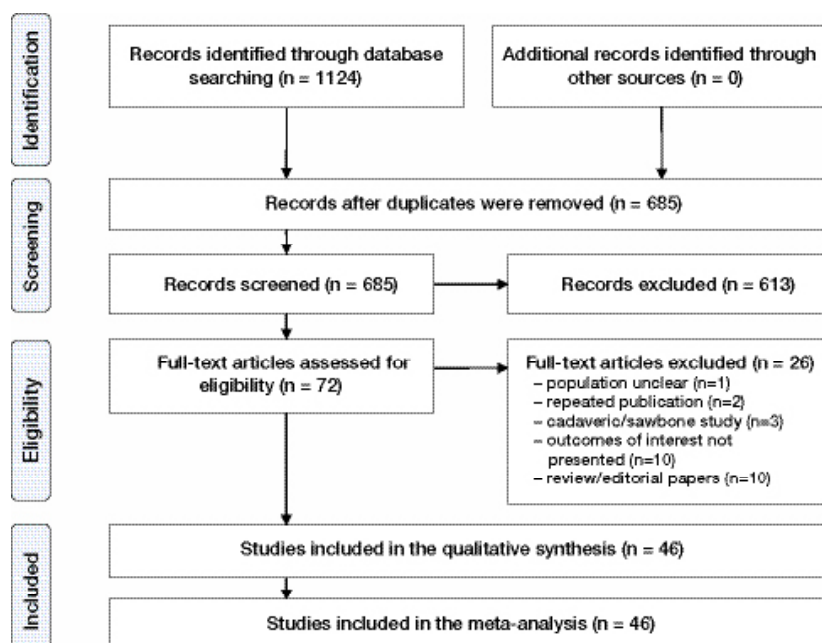 Identification
Records identified through database
searching (n = 1124)
Additional records identified through
other sources (n = 0)
Screening
Records after duplicates were removed (n = 685)
Records screened (n = 685)
Records excluded (n = 613)
Eligibility
Full-text articles assessed for
eligibility (n = 72)
Full-text articles excluded (n = 26)
– population unclear (n=1)
– repeated publication (n=2)
– cadaveric/sawbone study (n=3)
– outcomes of interest not
presented (n=10)
– review/editorial papers (n=10)
Included
Studies included in the qualitative synthesis (n = 46)
Studies included in the meta-analysis (n = 46)